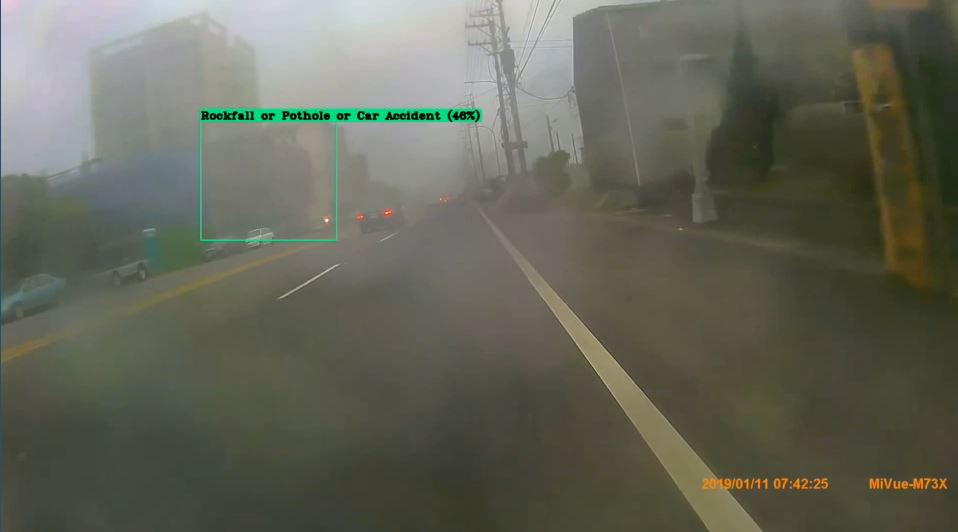 Rockfall or Pothole or Car Accident (46%)
2019/01/11 07:42:25 MiVue-M73X